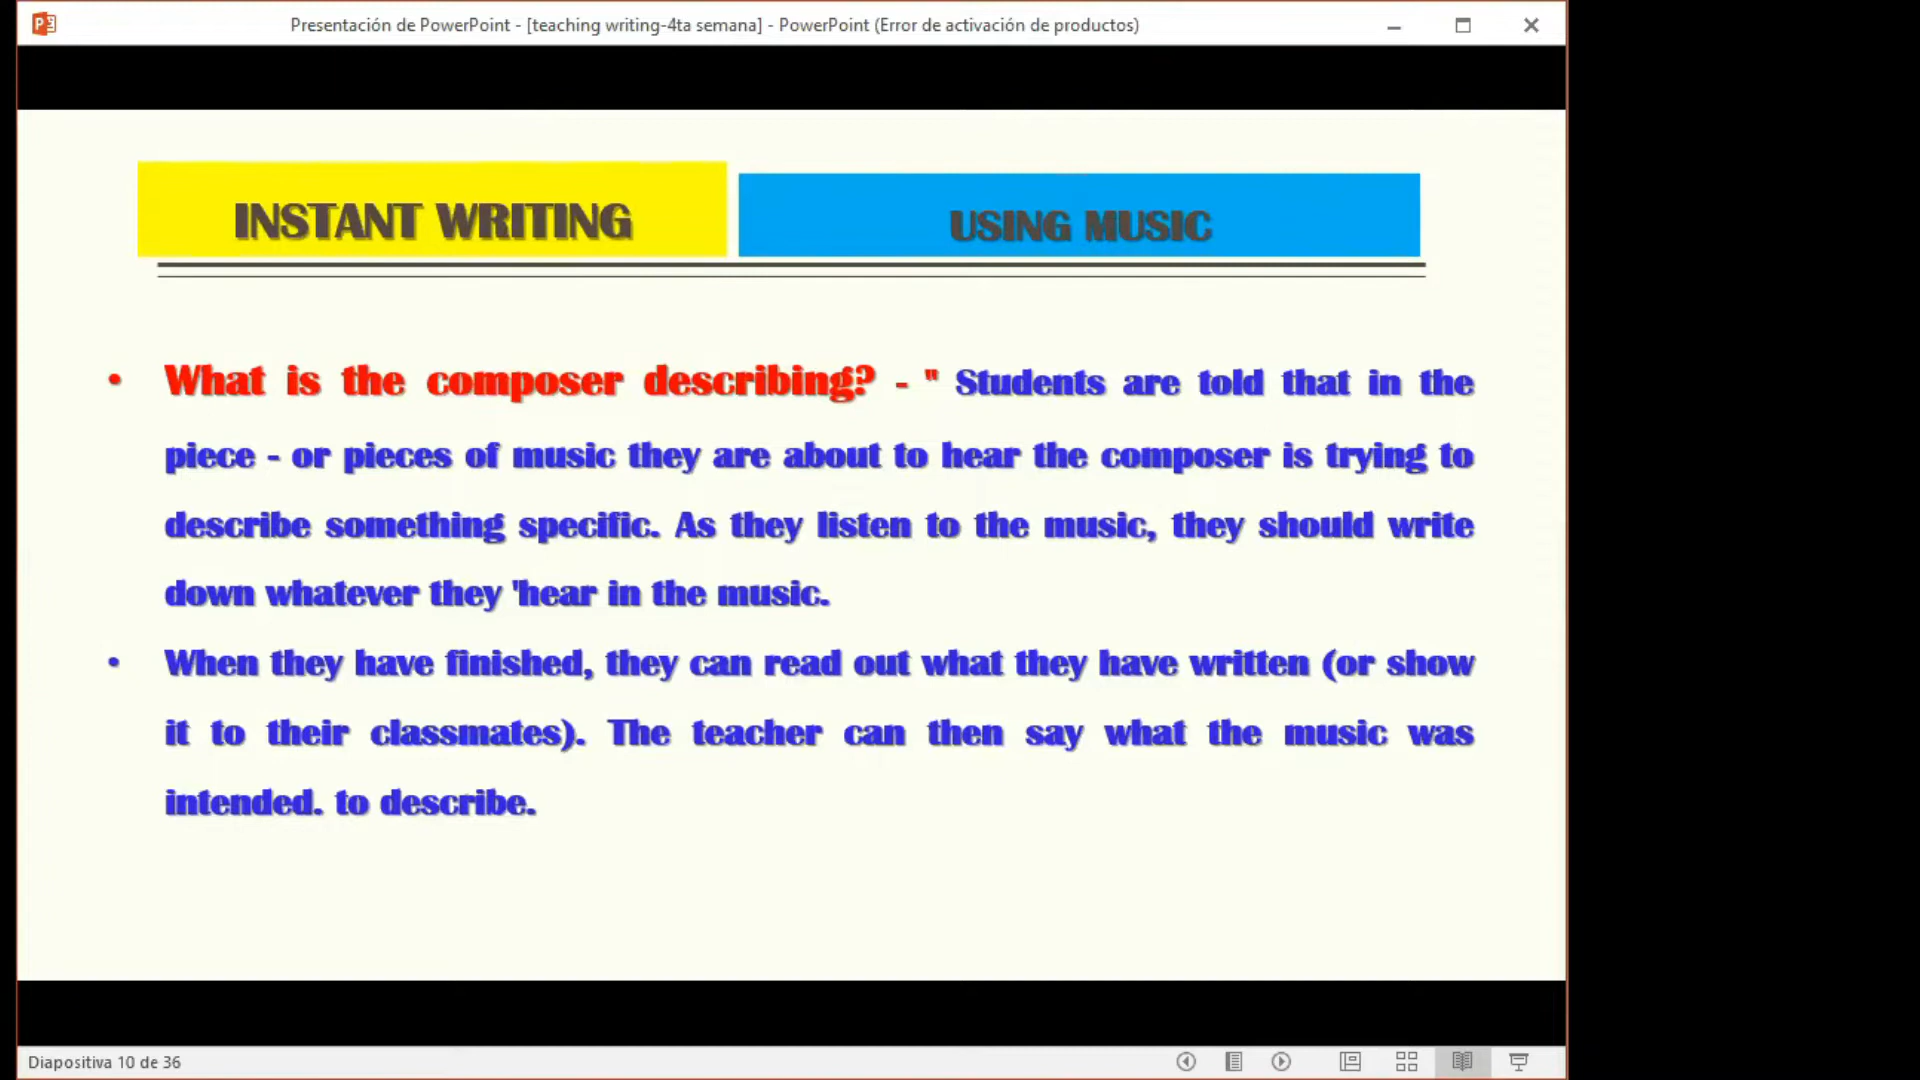 Presentación de PowerPoint - [teaching writing-4ta semana] - PowerPoint (Error de activación de productos)
INSTANT WRITING
USING MUSIC
• What is the composer describing? - " Students are told that in the
piece - or pieces of music they are about to hear the composer is trying to
describe something specific. As they listen to the music, they should write
down whatever they 'hear in the music.
• When they have finished, they can read out what they have written (or show
it to their classmates). The teacher can then say what the music was
intended. to describe.
Diapositiva 10 de 36